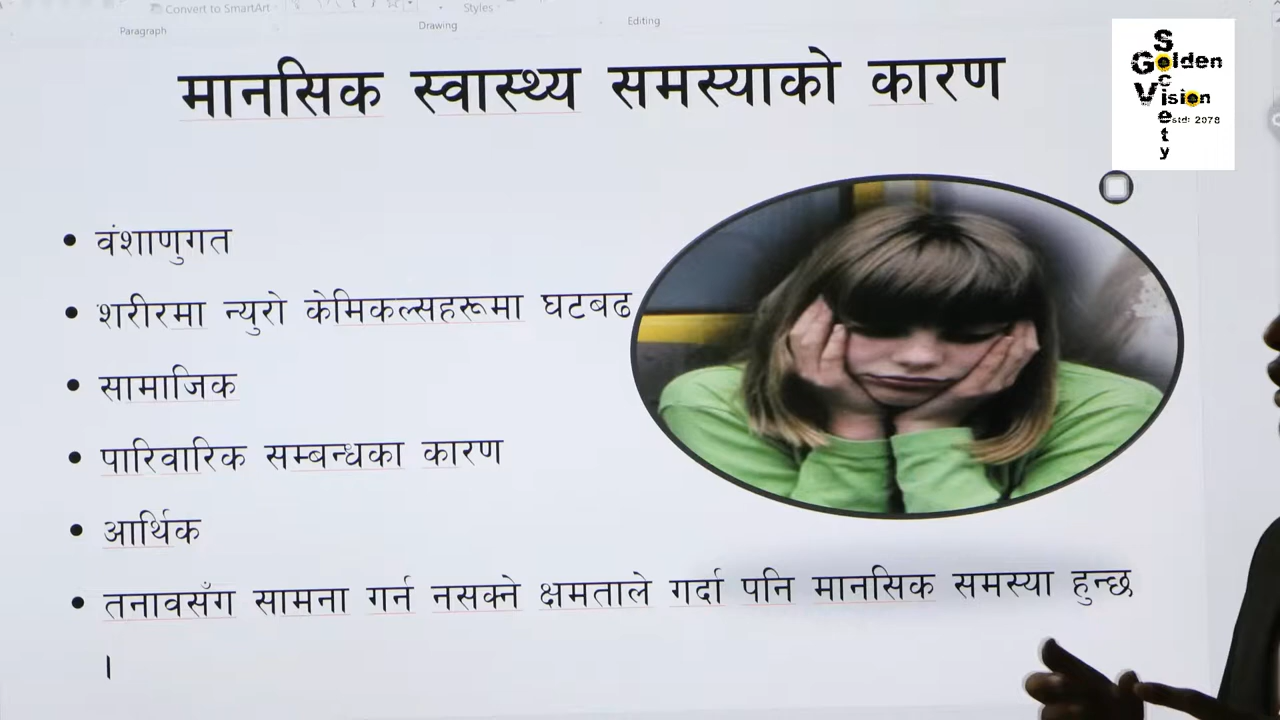 Convert to SmartArt
Styles
Paragraph
Drawing
Editing
मानसिक स्वास्थ्य समस्याको कारण
Society
Golden
Vision
Estd: 2078
• वंशाणुगत
• शरीरमा न्युरो केमिकल्सहरूमा घटबढ
• सामाजिक
• पारिवारिक सम्बन्धका कारण
• आर्थिक
• तनावसँग सामना गर्न नसक्ने क्षमताले गर्दा पनि मानसिक समस्या हुन्छ
।